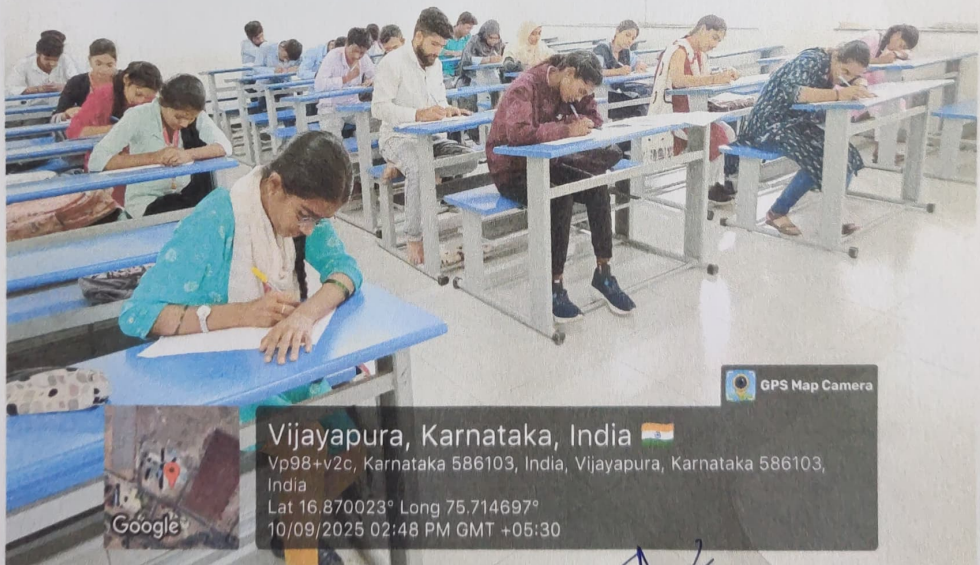 GPS Map Camera
Vijayapura, Karnataka, India
Vp98+v2c, Karnataka 586103, India, Vijayapura, Karnataka 586103,
India
Lat 16.870023° Long 75.714697°
10/09/2025 02:48 PM GMT +05:30
Google